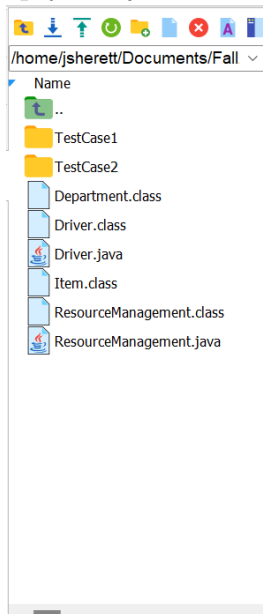 /home/jsherett/Documents/Fall
Name
..
TestCase1
TestCase2
Department.class
Driver.class
Driver.java
Item.class
ResourceManagement.class
ResourceManagement.java